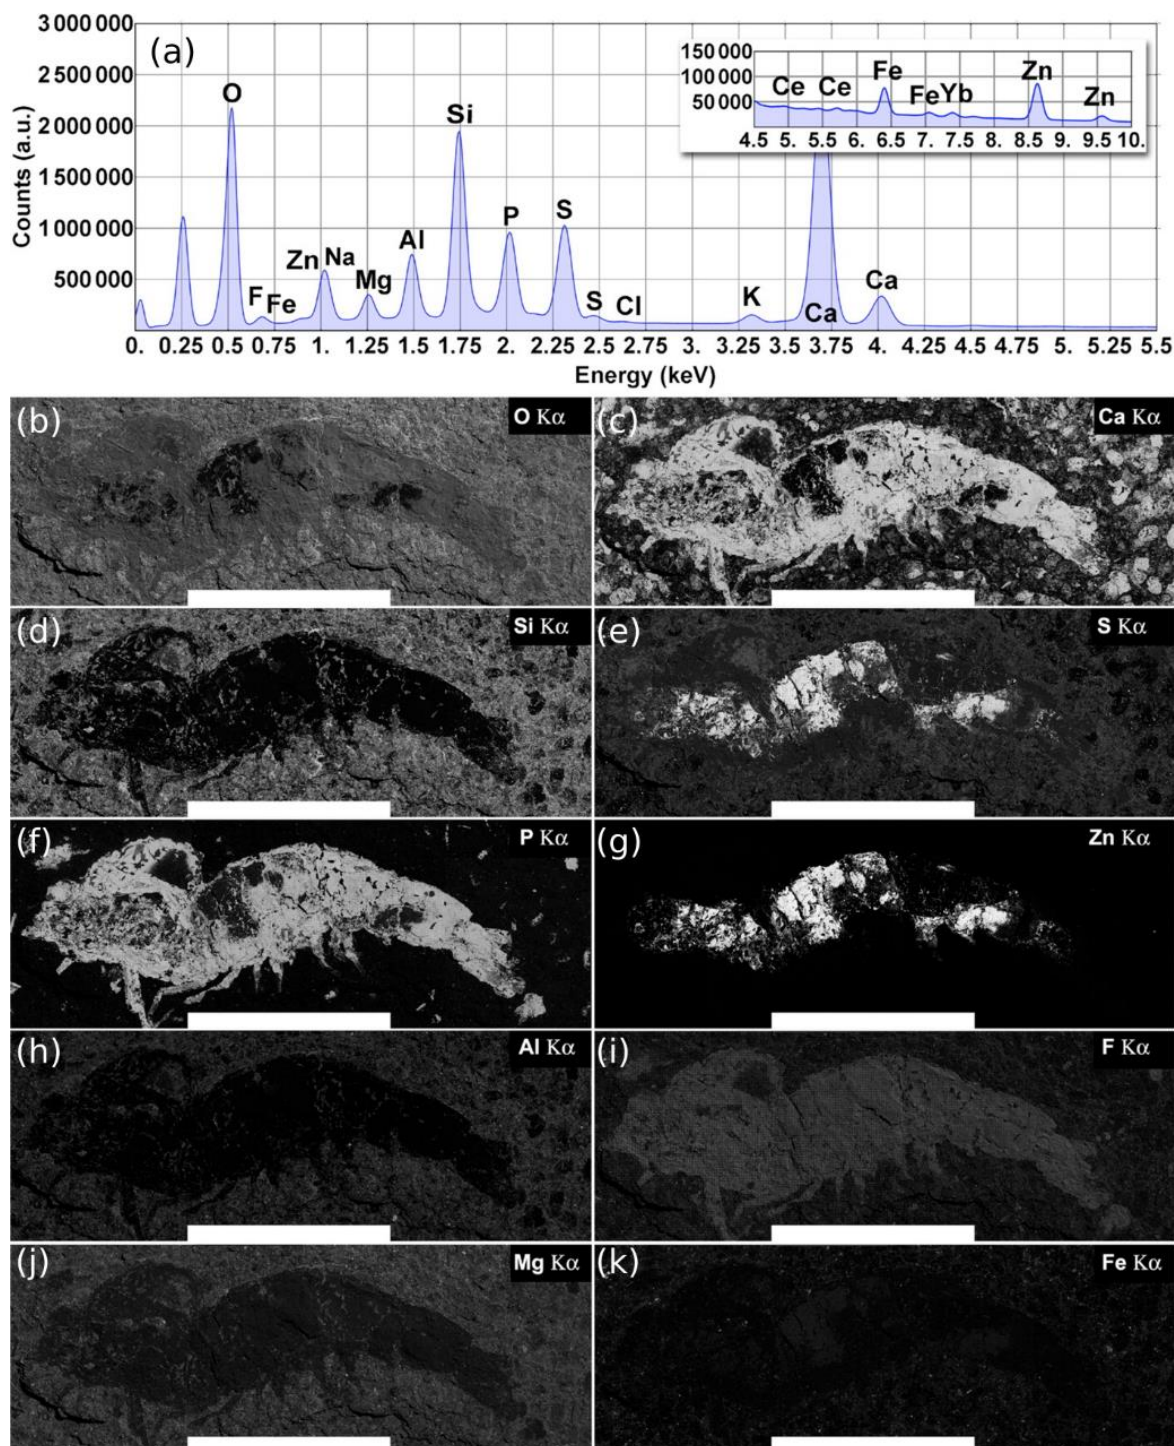 (a)
Counts (a.u.)
3 000 000
2 500 000
2 000 000
1 500 000
1 000 000
500 000
O
F
Fe
Zn
Na
Mg
Al
Si
P
S
S
Cl
K
Ca
Ca
0. 0.25 0.5 0.75 1. 1.25 1.5 1.75 2. 2.25 2.5 2.75 3. 3.25 3.5 3.75 4. 4.25 4.5 4.75 5. 5.25 5.5
Energy (keV)
150 000
100 000
50 000
Ce
Ce
Fe
Fe
Yb
Zn
Zn
4.5 5. 5.5 6. 6.5 7. 7.5 8. 8.5 9. 9.5 10.
(b)
O Kα
(c)
Ca Kα
(d)
Si Kα
(e)
S Kα
(f)
P Kα
(g)
Zn Kα
(h)
Al Kα
(i)
F Kα
(j)
Mg Kα
(k)
Fe Kα